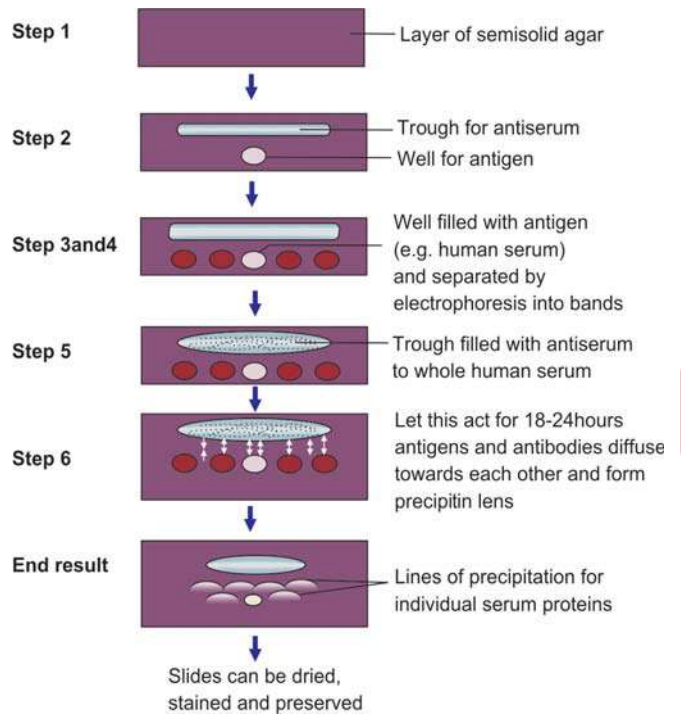 Step 1
Layer of semisolid agar
Step 2
Trough for antiserum
Well for antigen
Step 3and4
Well filled with antigen
(e.g. human serum)
and separated by
electrophoresis into bands
Step 5
Trough filled with antiserum
to whole human serum
Step 6
Let this act for 18-24hours
antigens and antibodies diffuse
towards each other and form
precipitin lens
End result
Lines of precipitation for
individual serum proteins
Slides can be dried,
stained and preserved